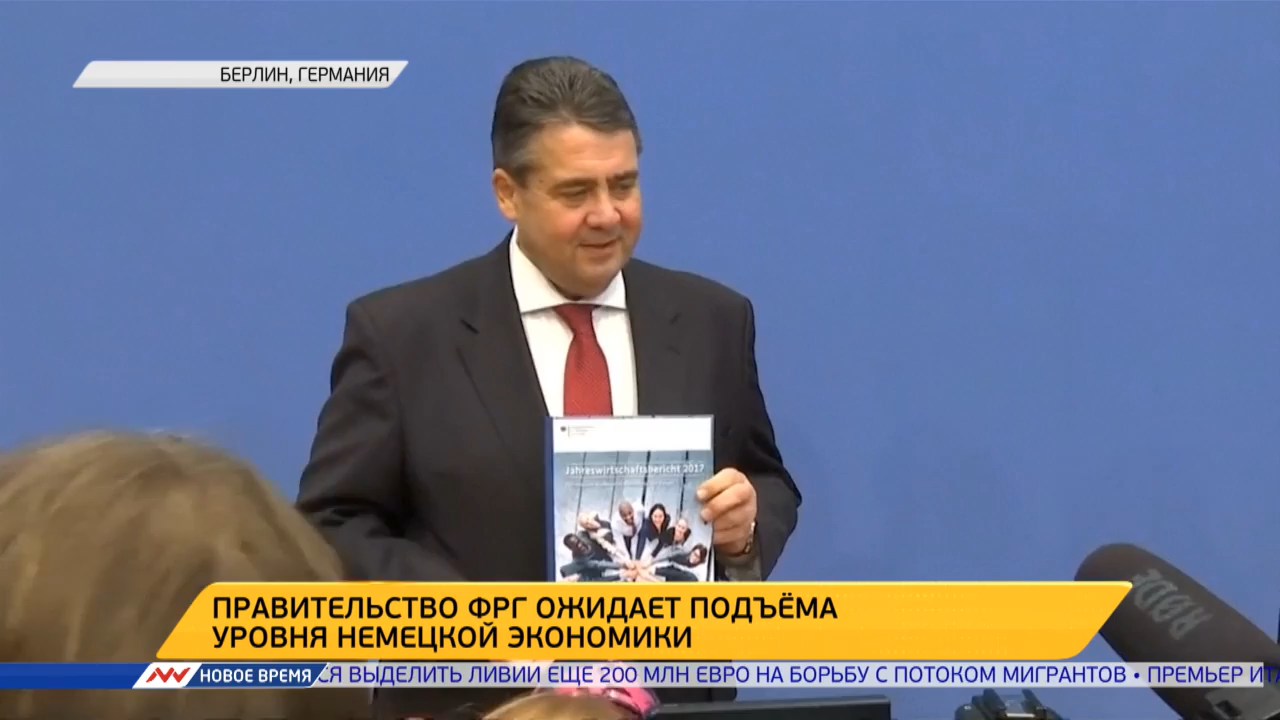 БЕРЛИН, ГЕРМАНИЯ
Jahreswirtschaftsbericht 2017
ПРАВИТЕЛЬСТВО ФРГ ОЖИДАЕТ ПОДЪЁМА
УРОВНЯ НЕМЕЦКОЙ ЭКОНОМИКИ
RØDE
НОВОЕ ВРЕМЯ СЯ ВЫДЕЛИТЬ ЛИВИИ ЕЩЕ 200 МЛН ЕВРО НА БОРЬБУ С ПОТОКОМ МИГРАНТОВ • ПРЕМЬЕР ИТА